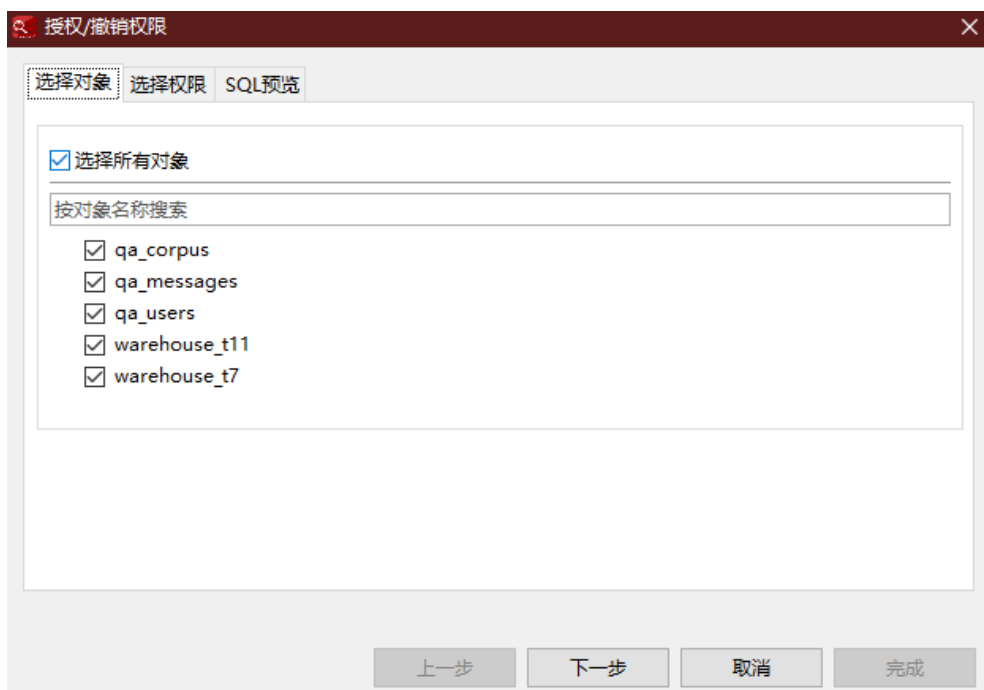 授权/撤销权限
选择对象 选择权限 SQL预览
选择所有对象
按对象名称搜索
qa_corpus
qa_messages
qa_users
warehouse_t11
warehouse_t7
上一步 下一步 取消 完成